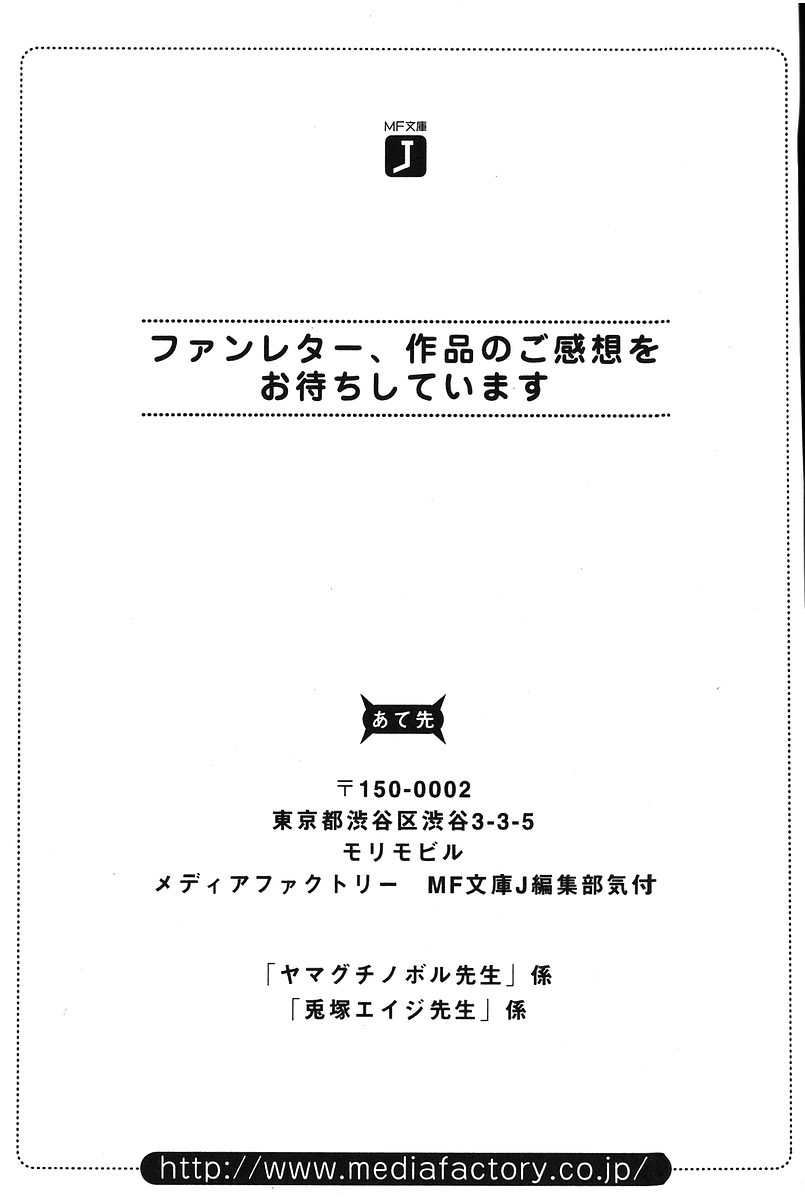 MF文庫
J
ファンレター、作品のご感想を
お待ちしています
あて先
〒150-0002
東京都渋谷区渋谷3-3-5
モリモビル
メディアファクトリー　MF文庫J編集部気付
「ヤマグチノボル先生」係
「兎塚エイジ先生」係
http://www.mediafactory.co.jp/